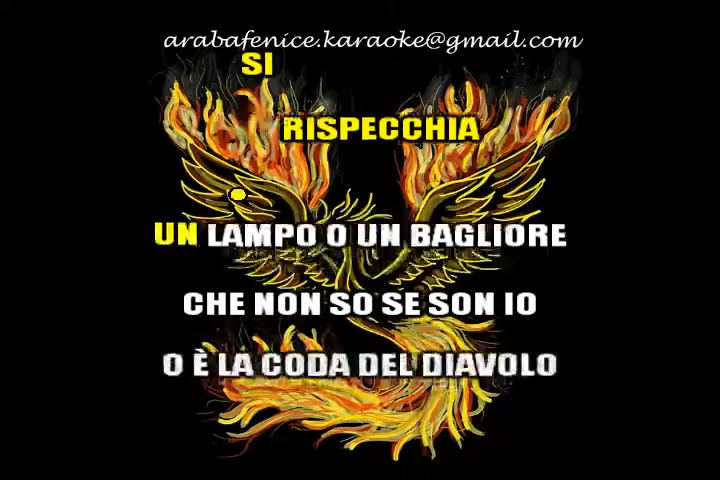 arabafenice.karaoke@gmail.com
SI
RISPECCHIA
UN LAMPO O UN BAGLIORE
CHE NON SO SE SON IO
O È LA CODA DEL DIAVOLO